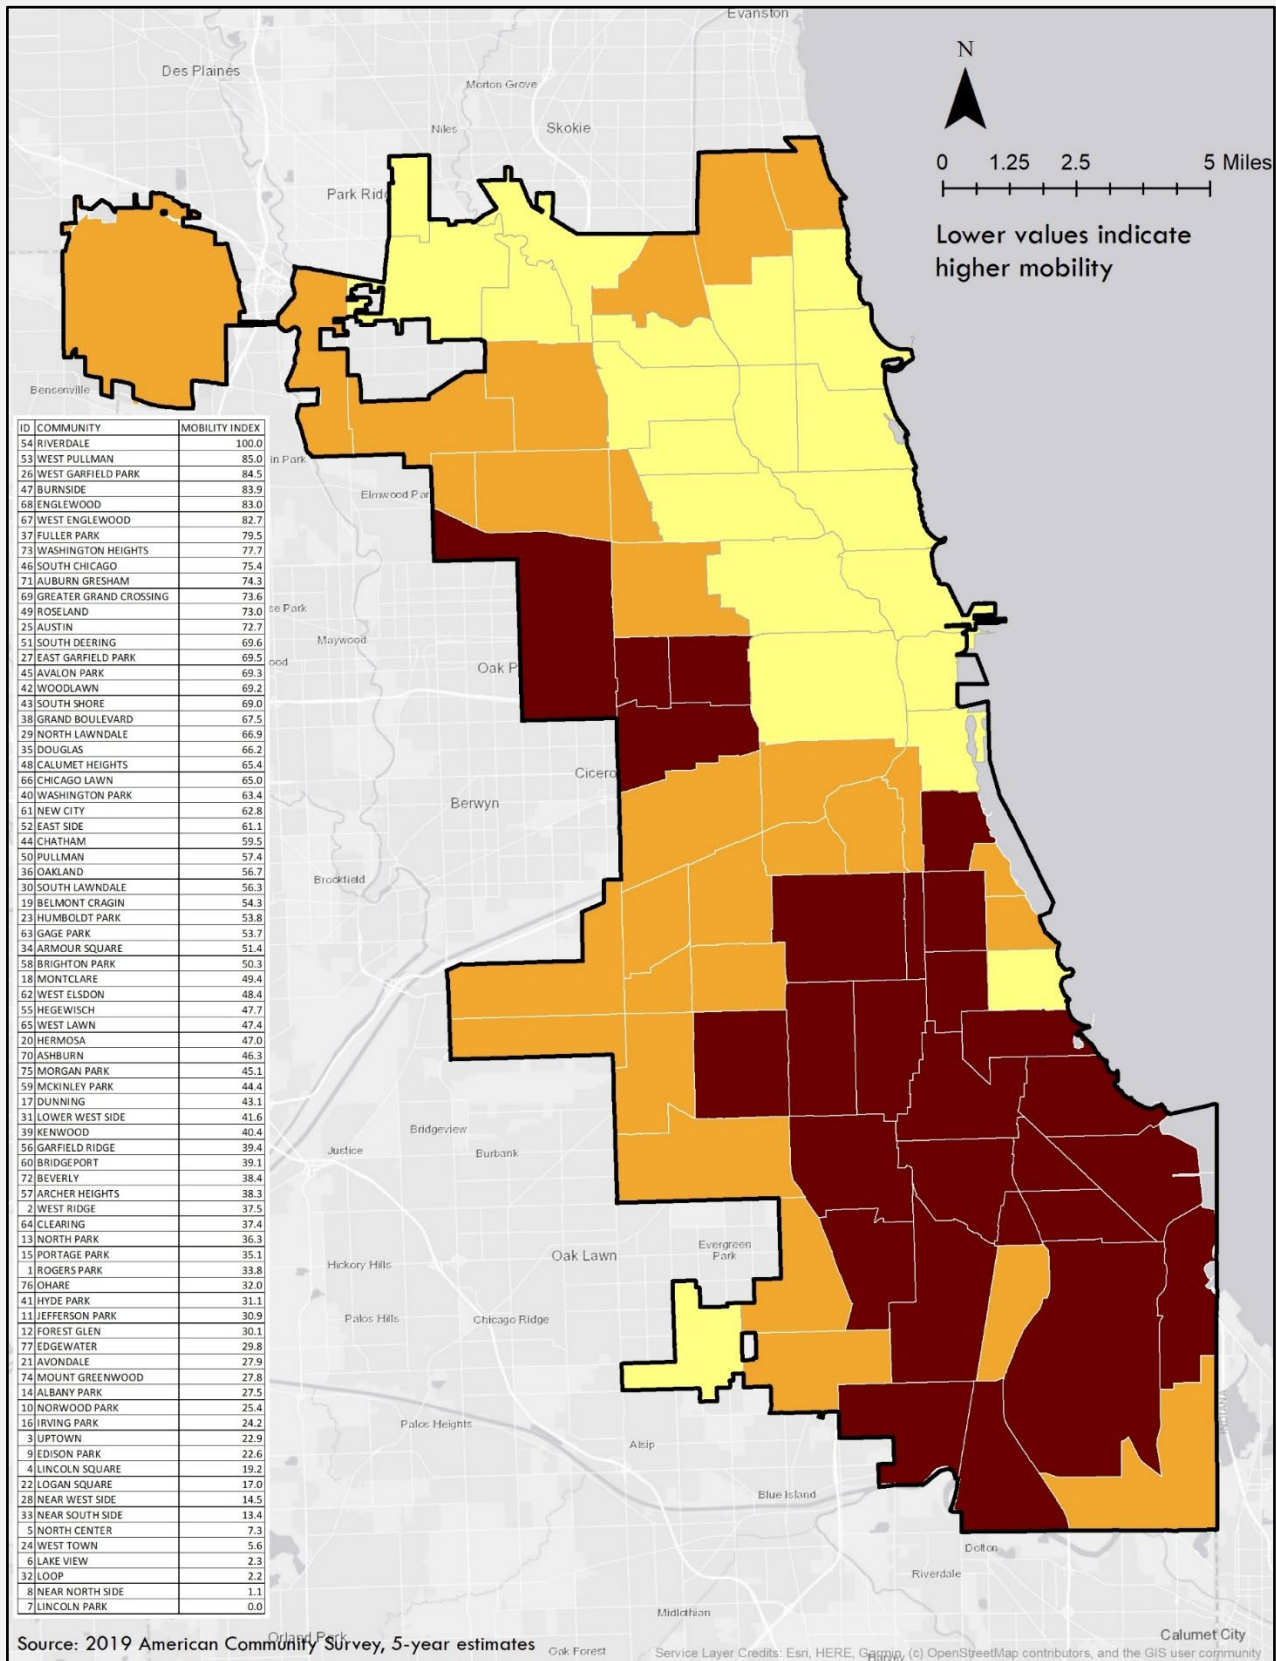 Evanston
Des Plaines
Morton Grove
Niles
Skokie
N
0 1.25 2.5 5 Miles
Park Ridg
Lower values indicate
higher mobility
Bensenville
ID COMMUNITY MOBILITY INDEX
54 RIVERDALE 100.0
53 WEST PULLMAN 85.0
26 WEST GARFIELD PARK 84.5
47 BURNSIDE 83.9
68 ENGLEWOOD 83.0
67 WEST ENGLEWOOD 82.7
37 FULLER PARK 79.5
73 WASHINGTON HEIGHTS 77.7
46 SOUTH CHICAGO 75.4
71 AUBURN GRESHAM 74.3
69 GREATER GRAND CROSSING 73.6
49 ROSELAND 73.0
25 AUSTIN 72.7
51 SOUTH DEERING 69.6
27 EAST GARFIELD PARK 69.5
45 AVALON PARK 69.3
42 WOODLAWN 69.2
43 SOUTH SHORE 69.0
38 GRAND BOULEVARD 67.5
29 NORTH LAWNDALE 66.9
35 DOUGLAS 66.2
48 CALUMET HEIGHTS 65.4
66 CHICAGO LAWN 65.0
40 WASHINGTON PARK 63.4
61 NEW CITY 62.8
52 EAST SIDE 61.1
44 CHATHAM 59.5
50 PULLMAN 57.4
36 OAKLAND 56.7
30 SOUTH LAWNDALE 56.3
19 BELMONT CRAGIN 54.3
23 HUMBOLDT PARK 53.8
63 GAGE PARK 53.7
34 ARMOUR SQUARE 51.4
58 BRIGHTON PARK 50.3
18 MONTCLARE 49.4
62 WEST ELSDON 48.4
55 HEGEWISCH 47.7
65 WEST LAWN 47.4
20 HERMOSA 47.0
70 ASHBURN 46.3
75 MORGAN PARK 45.1
59 MCKINLEY PARK 44.4
17 DUNNING 43.1
31 LOWER WEST SIDE 41.6
39 KENWOOD 40.4
56 GARFIELD RIDGE 39.4
60 BRIDGEPORT 39.1
72 BEVERLY 38.4
57 ARCHER HEIGHTS 38.3
2 WEST RIDGE 37.5
64 CLEARING 37.4
13 NORTH PARK 36.3
15 PORTAGE PARK 35.1
1 ROGERS PARK 33.8
76 OHARE 32.0
41 HYDE PARK 31.1
11 JEFFERSON PARK 30.9
12 FOREST GLEN 30.1
77 EDGEWATER 29.8
21 AVONDALE 27.9
74 MOUNT GREENWOOD 27.8
14 ALBANY PARK 27.5
10 NORWOOD PARK 25.4
16 IRVING PARK 24.2
3 UPTOWN 22.9
9 EDISON PARK 22.6
4 LINCOLN SQUARE 19.2
22 LOGAN SQUARE 17.0
28 NEAR WEST SIDE 14.5
33 NEAR SOUTH SIDE 13.4
5 NORTH CENTER 7.3
24 WEST TOWN 5.6
6 LAKE VIEW 2.3
32 LOOP 2.2
8 NEAR NORTH SIDE 1.1
7 LINCOLN PARK 0.0
in Park
Elmwood Par
se Park
Maywood
ood
Oak P
Cicero
Berwyn
Brookfield
Bridgeview
Justice
Burbank
Oak Lawn
Evergreen
Park
Hickory Hills
Palos Hills
Chicago Ridge
INDIANA
Palos Heights
Alsip
Blue Island
Dolton
Riverdale
Midlothian
Calumet City
Orland Park
Source: 2019 American Community Survey, 5-year estimates
Oak Forest
Harvey
Service Layer Credits: Esri, HERE, Garmin, (c) OpenStreetMap contributors, and the GIS user community